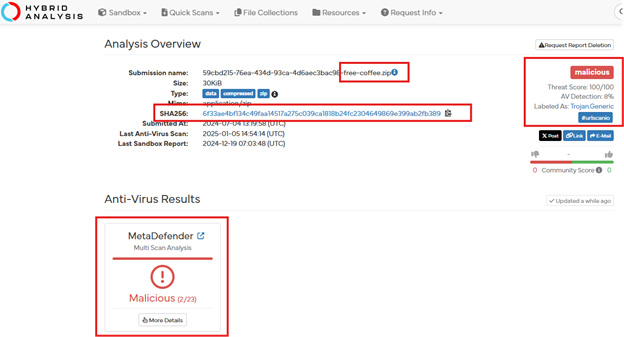 HYBRID
ANALYSIS
Sandbox
Quick Scans
File Collections
Resources
Request Info
Analysis Overview
Request Report Deletion
Submission name: 59cbd215-76ea-434d-93ca-4d6aec3bac9E-free-coffee.zip
Size: 30KiB
Type: data compressed zip
Mime: application/zip
SHA256: 6f33ae4bf134c49faa14517a275c039ca1818b24fc2304649869e399ab2fb389
Submitted At: 2024-07-04 13:19:58 (UTC)
Last Anti-Virus Scan: 2025-01-05 14:54:14 (UTC)
Last Sandbox Report: 2024-12-19 07:03:48 (UTC)
malicious
Threat Score: 100/100
AV Detection: 8%
Labeled As: Trojan.Generic
#urlscanio
X Post
Link
E-Mail
0 Community Score 0
Anti-Virus Results
Updated a while ago
MetaDefender
Multi Scan Analysis
Malicious (2/23)
More Details